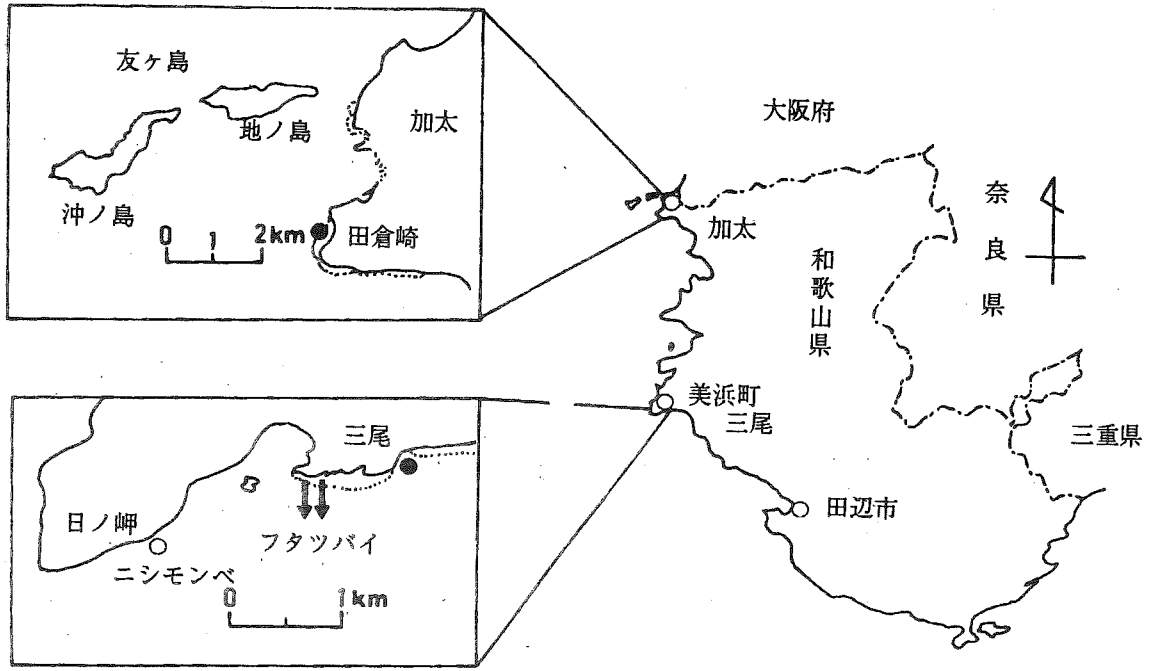 友ヶ島
地ノ島
加太
沖ノ島
0 1 2km
田倉崎
大阪府
加太
奈良県
和歌山県
美浜町
三尾
三重県
田辺市
三尾
日ノ岬
フタツバイ
ニシモンベ
0 1km